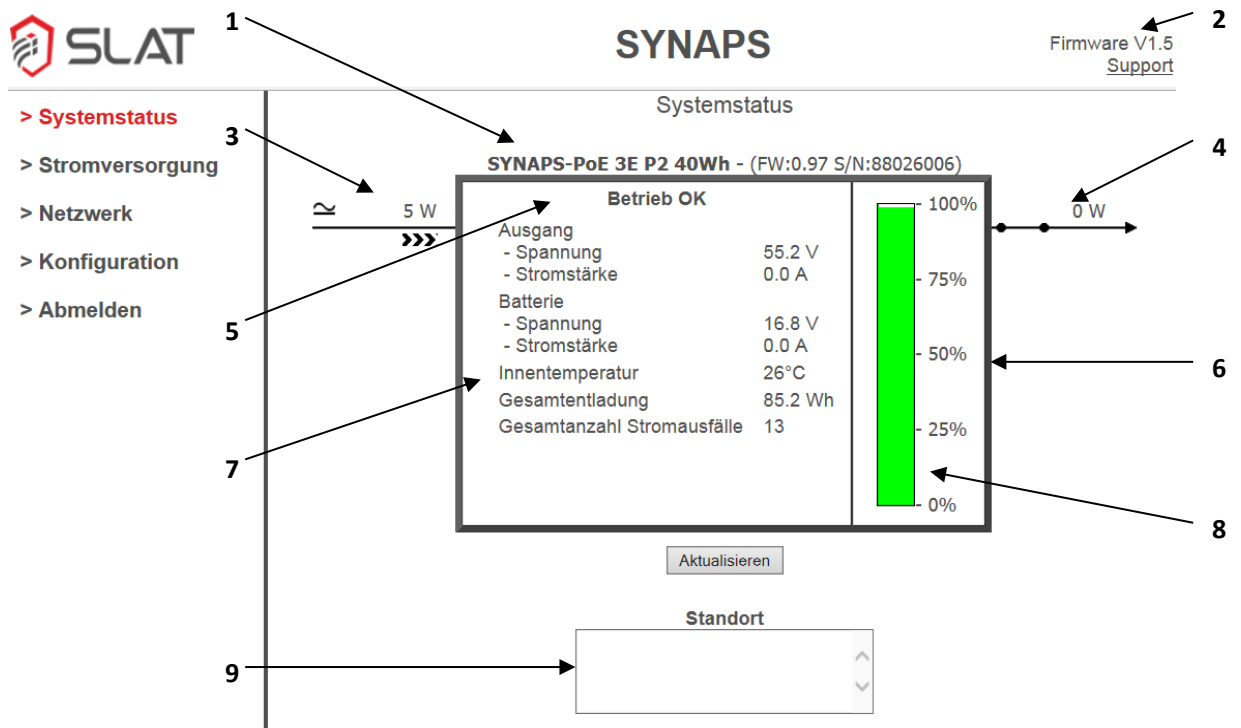 SLAT
1
SYNAPS
2
Firmware V1.5
Support
> Systemstatus
> Stromversorgung
> Netzwerk
> Konfiguration
> Abmelden
Systemstatus
3
4
SYNAPS-PoE 3E P2 40Wh - (FW:0.97 S/N:88026006)
5 W
0 W
Betrieb OK
Ausgang
- Spannung 55.2 V
- Stromstärke 0.0 A
Batterie
- Spannung 16.8 V
- Stromstärke 0.0 A
Innentemperatur 26°C
Gesamtentladung 85.2 Wh
Gesamtanzahl Stromausfälle 13
- 100%
- 75%
- 50%
- 25%
- 0%
5
6
7
8
Aktualisieren
Standort
9